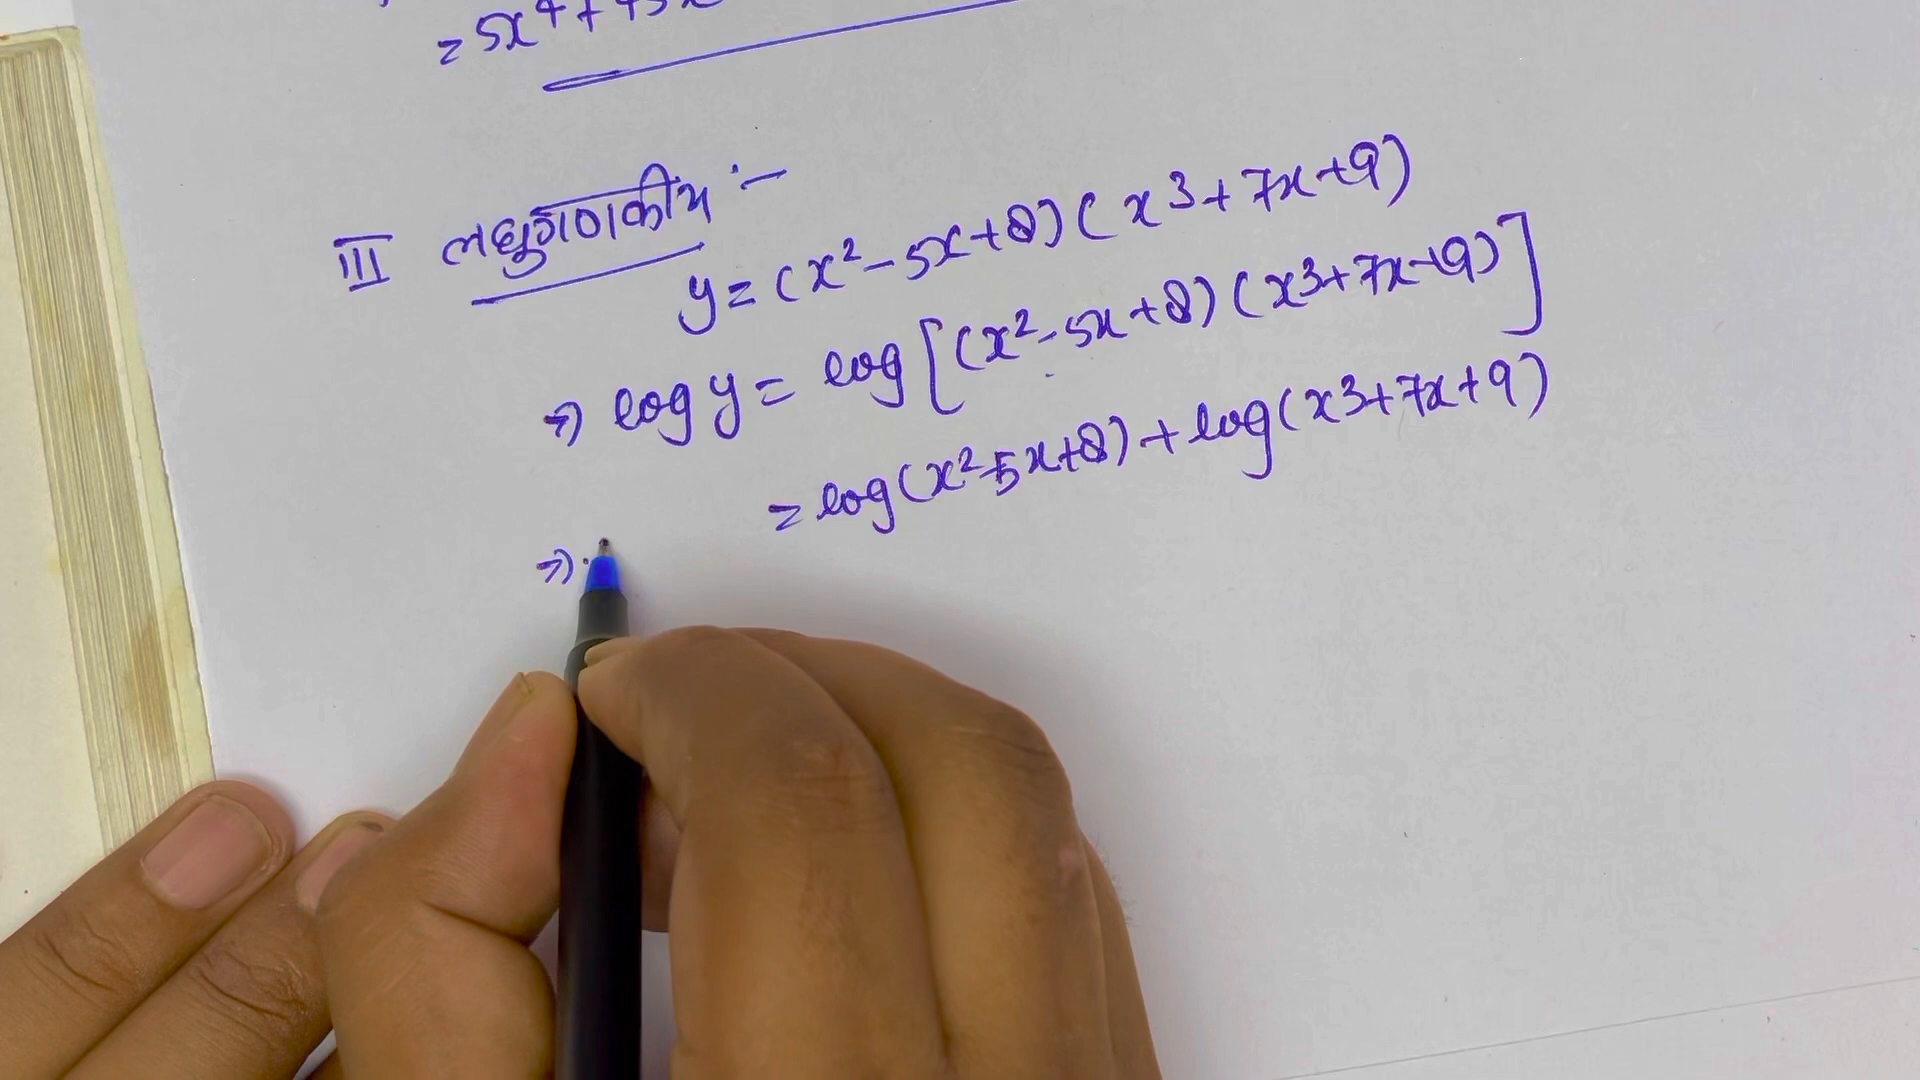 = 5x⁴ +
III लघुगणकीय :-
y = (x² - 5x + 8) (x³ + 7x + 9)
⇒ log y = log [(x² - 5x + 8) (x³ + 7x + 9)]
= log (x² - 5x + 8) + log (x³ + 7x + 9)
⇒